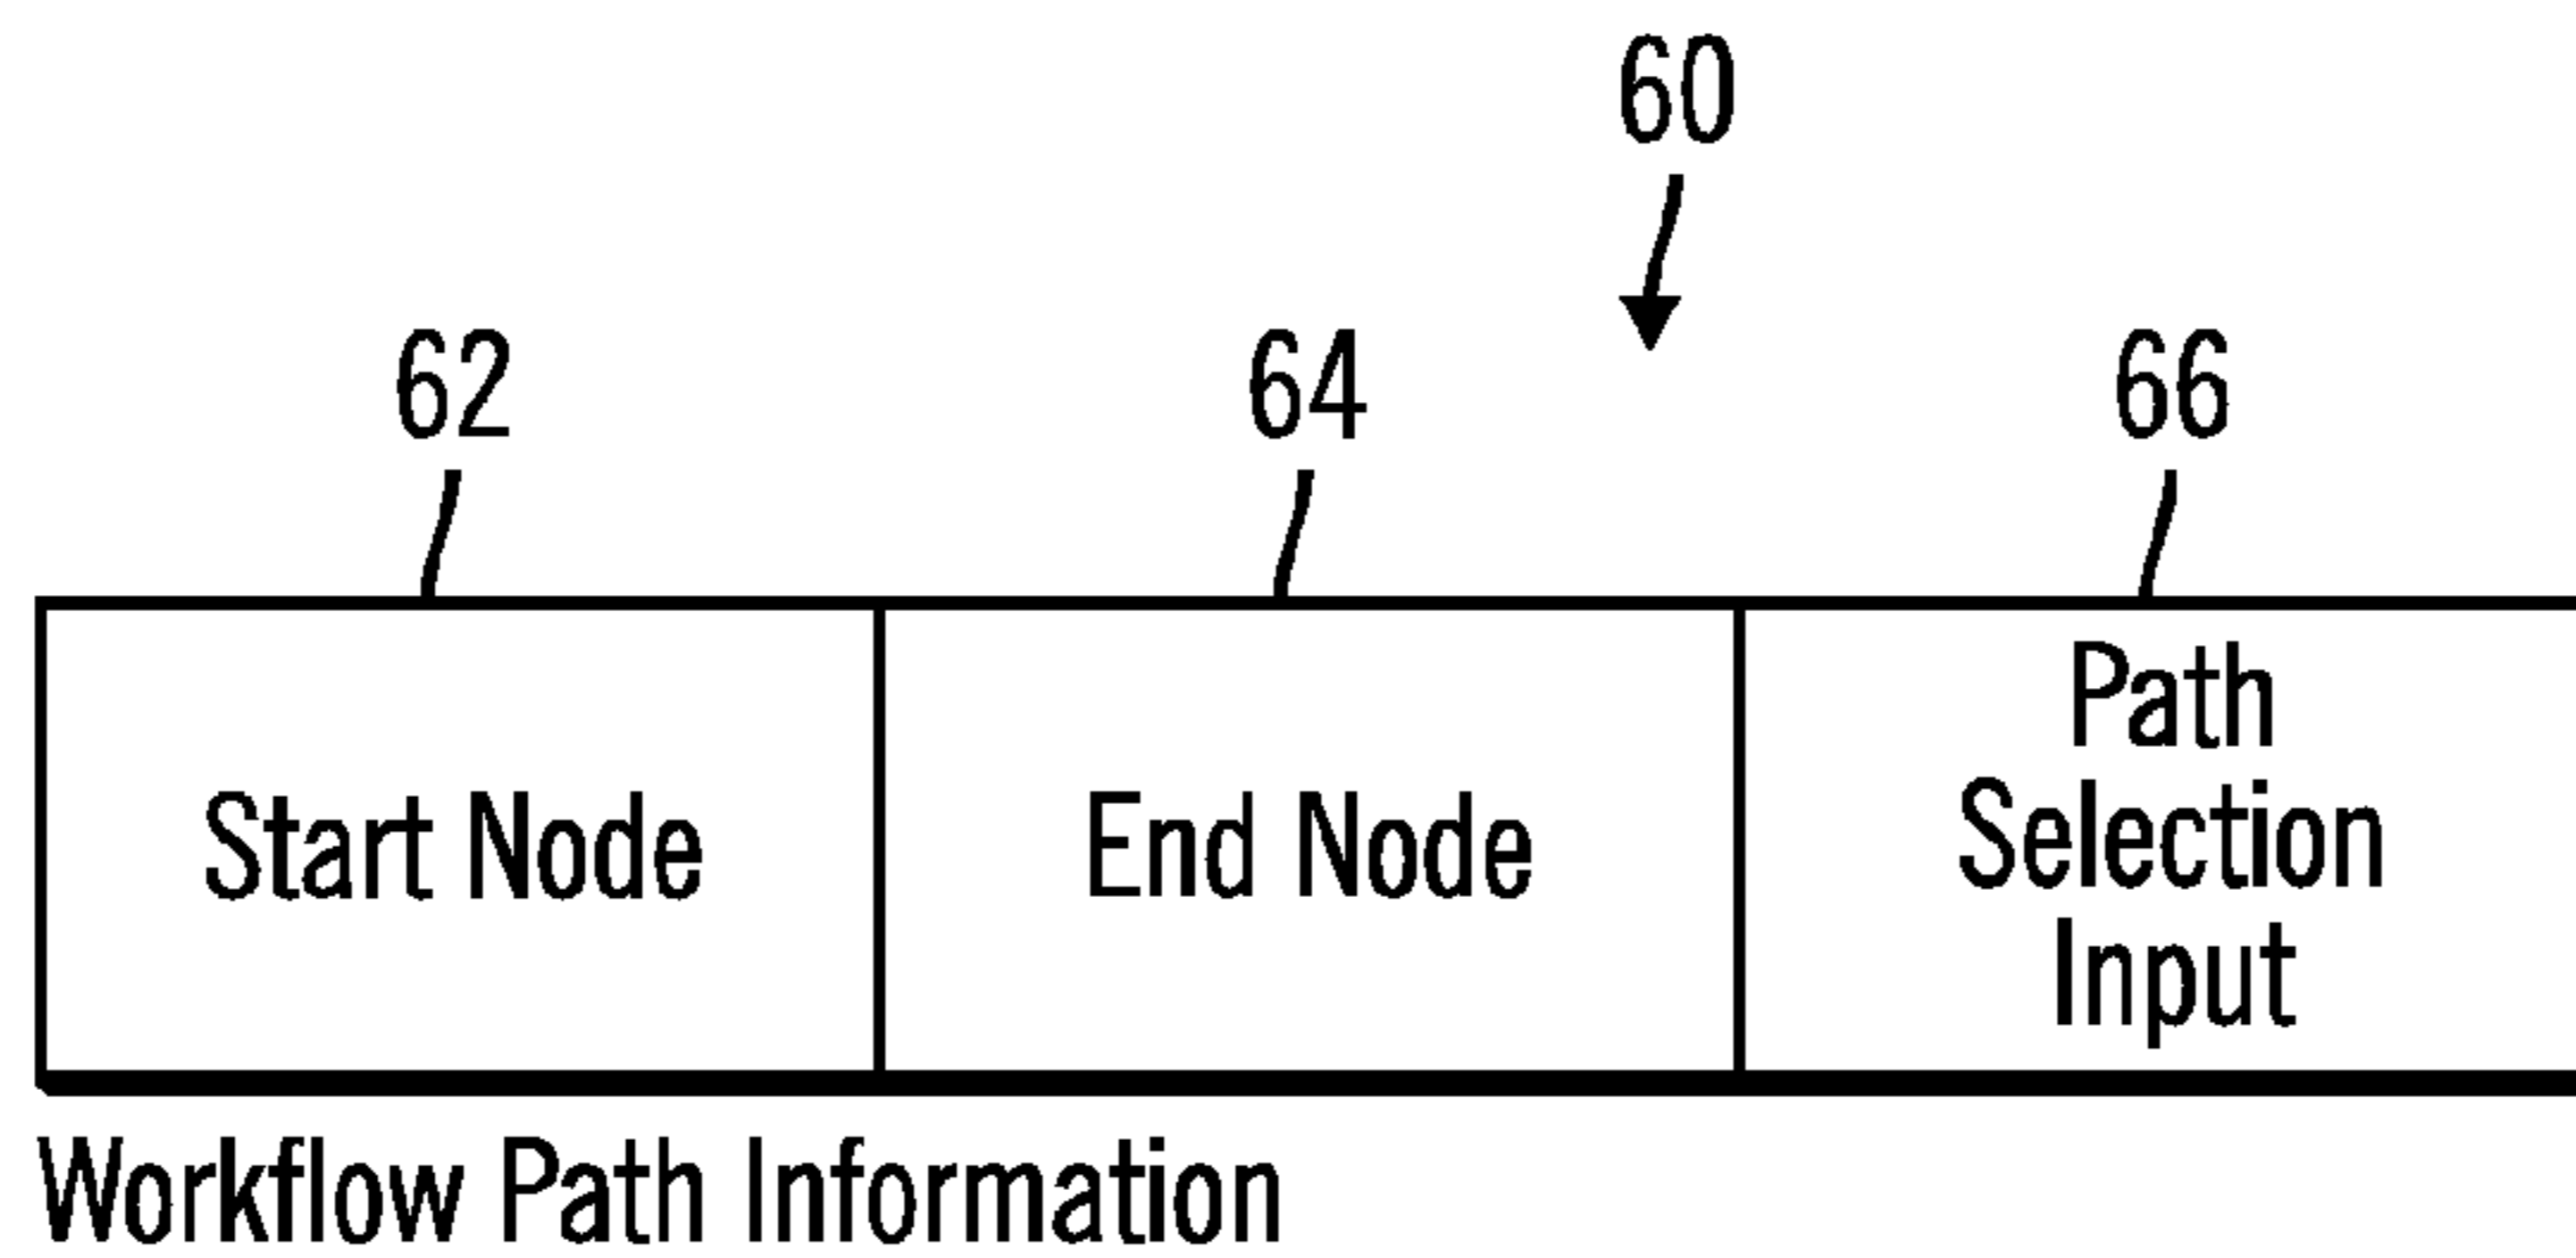 60
62
64
66
Start Node
End Node
Path
Selection
Input
Workflow Path Information